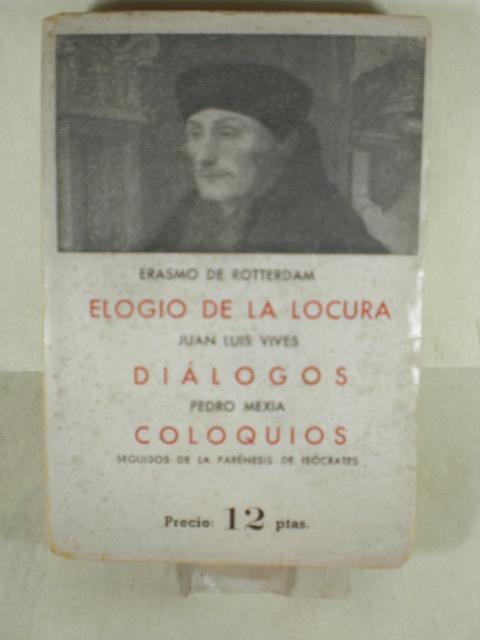 ERASMO DE ROTTERDAM
ELOGIO DE LA LOCURA
JUAN LUIS VIVES
DIÁLOGOS
PEDRO MEXIA
COLOQUIOS
SEGUIDOS DE LA PARÉNESIS DE ISÓCRATES
Precio: 12 ptas.